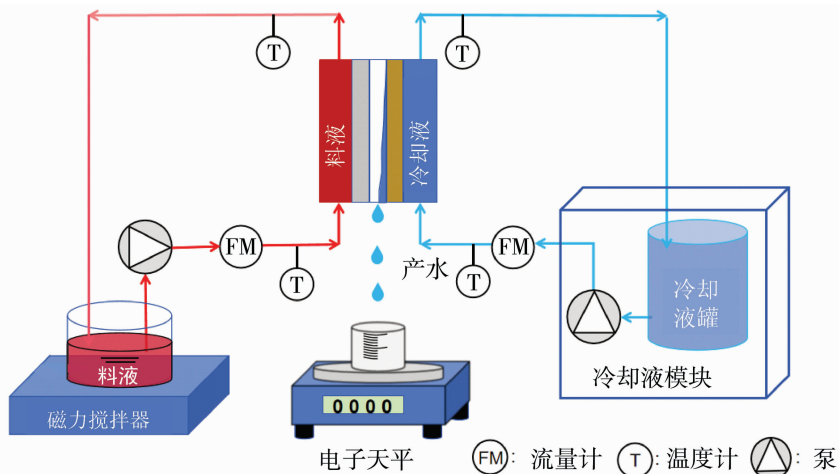 T
T
料液
冷却液
FM
T
产水
T
FM
冷却
液罐
料液
冷却液模块
磁力搅拌器
0000
电子天平
FM: 流量计 T: 温度计 : 泵